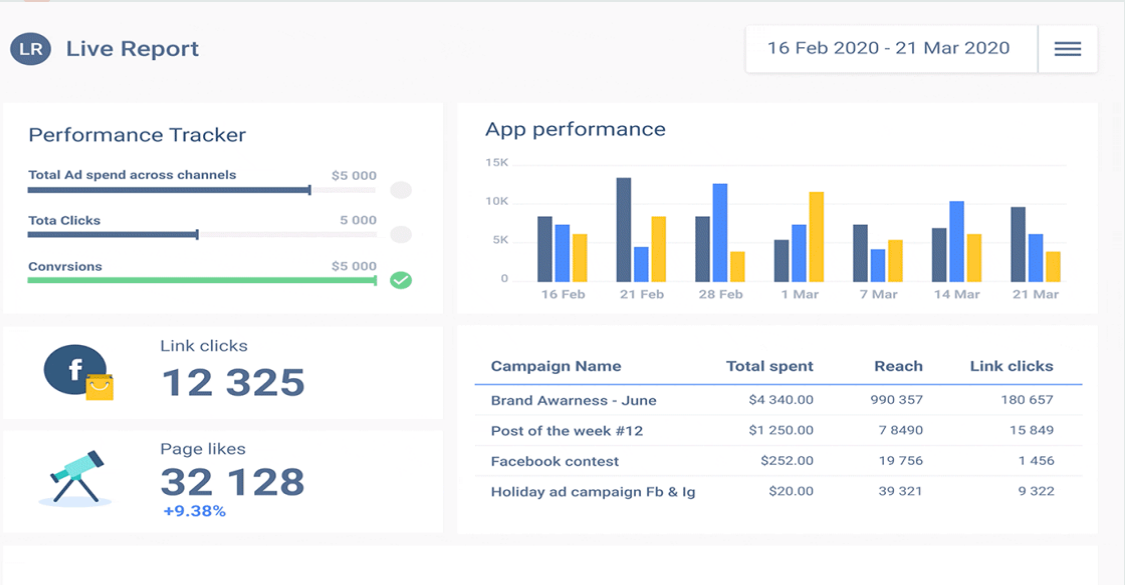 LR Live Report
16 Feb 2020 - 21 Mar 2020
Performance Tracker
Total Ad spend across channels $5 000
Tota Clicks 5 000
Convrsions $5 000
App performance
15K
10K
5K
0
16 Feb 21 Feb 28 Feb 1 Mar 7 Mar 14 Mar 21 Mar
f
Link clicks
12 325
Page likes
32 128
+9.38%
Campaign Name Total spent Reach Link clicks
Brand Awarness - June $4 340.00 990 357 180 657
Post of the week #12 $1 250.00 7 8490 15 849
Facebook contest $252.00 19 756 1 456
Holiday ad campaign Fb & Ig $20.00 39 321 9 322